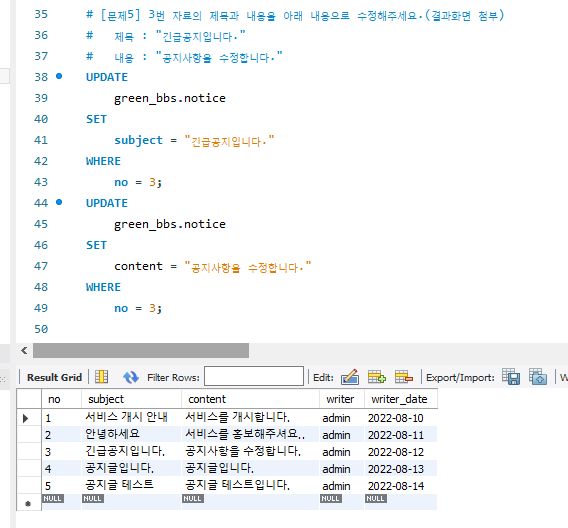 35 # [문제5] 3번 자료의 제목과 내용을 아래 내용으로 수정해주세요.(결과화면 첨부)
36 #   제목 : "긴급공지입니다."
37 #   내용 : "공지사항을 수정합니다."
38 UPDATE
39     green_bbs.notice
40 SET
41     subject = "긴급공지입니다."
42 WHERE
43     no = 3;
44 UPDATE
45     green_bbs.notice
46 SET
47     content = "공지사항을 수정합니다."
48 WHERE
49     no = 3;
50
Result Grid Filter Rows: Edit: Export/Import: W
no subject content writer writer_date
1 서비스 개시 안내 서비스를 개시합니다. admin 2022-08-10
2 안녕하세요 서비스를 홍보해주셔요.. admin 2022-08-11
3 긴급공지입니다. 공지사항을 수정합니다. admin 2022-08-12
4 공지글입니다. 공지글입니다. admin 2022-08-13
5 공지글 테스트 공지글 테스트입니다. admin 2022-08-14
NULL NULL NULL NULL NULL